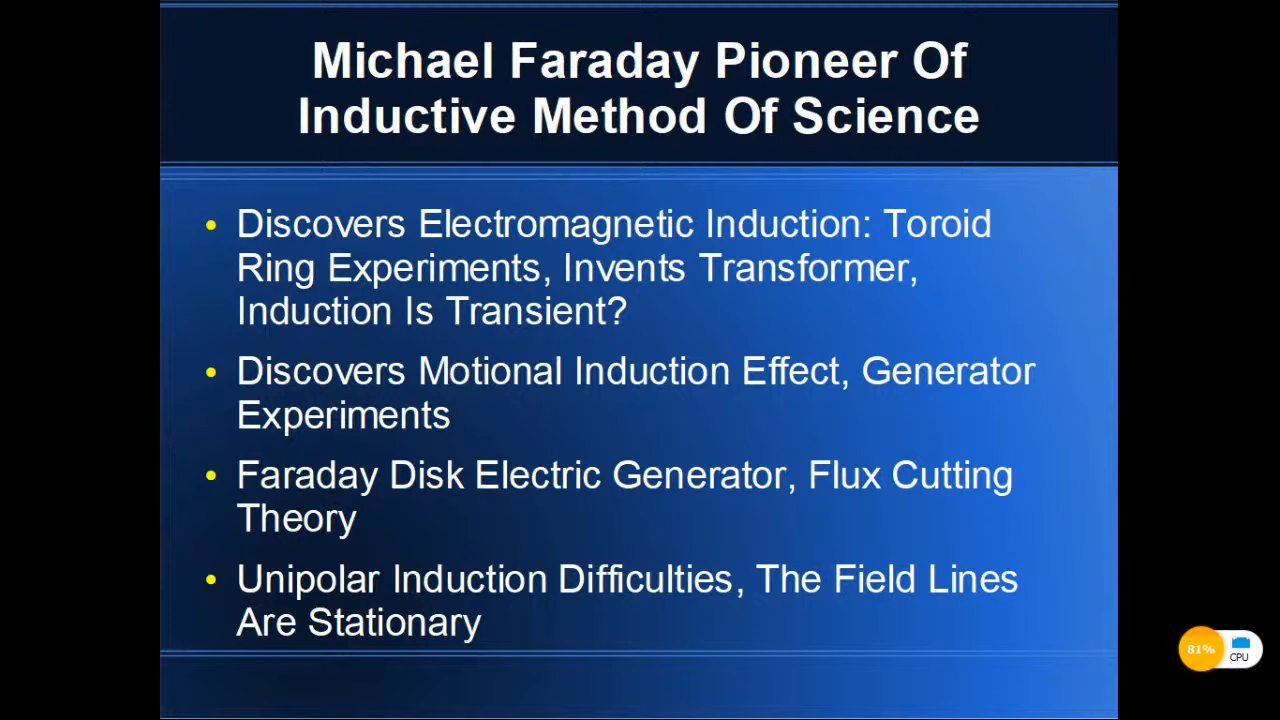 Michael Faraday Pioneer Of
Inductive Method Of Science
• Discovers Electromagnetic Induction: Toroid
Ring Experiments, Invents Transformer,
Induction Is Transient?
• Discovers Motional Induction Effect, Generator
Experiments
• Faraday Disk Electric Generator, Flux Cutting
Theory
• Unipolar Induction Difficulties, The Field Lines
Are Stationary
81%
CPU